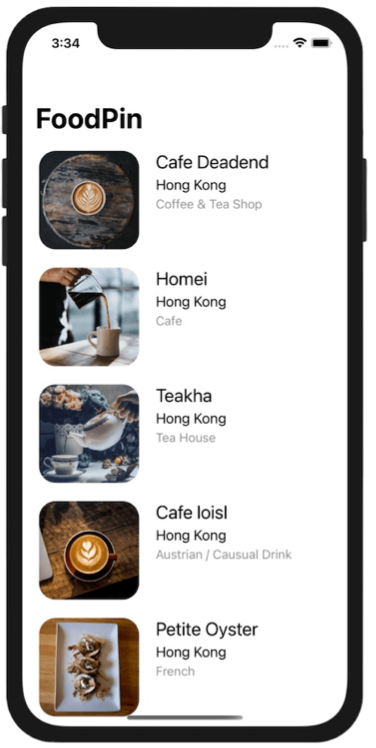 3:34
FoodPin
Cafe Deadend
Hong Kong
Coffee & Tea Shop
Homei
Hong Kong
Cafe
Teakha
Hong Kong
Tea House
Cafe loisl
Hong Kong
Austrian / Causual Drink
Petite Oyster
Hong Kong
French